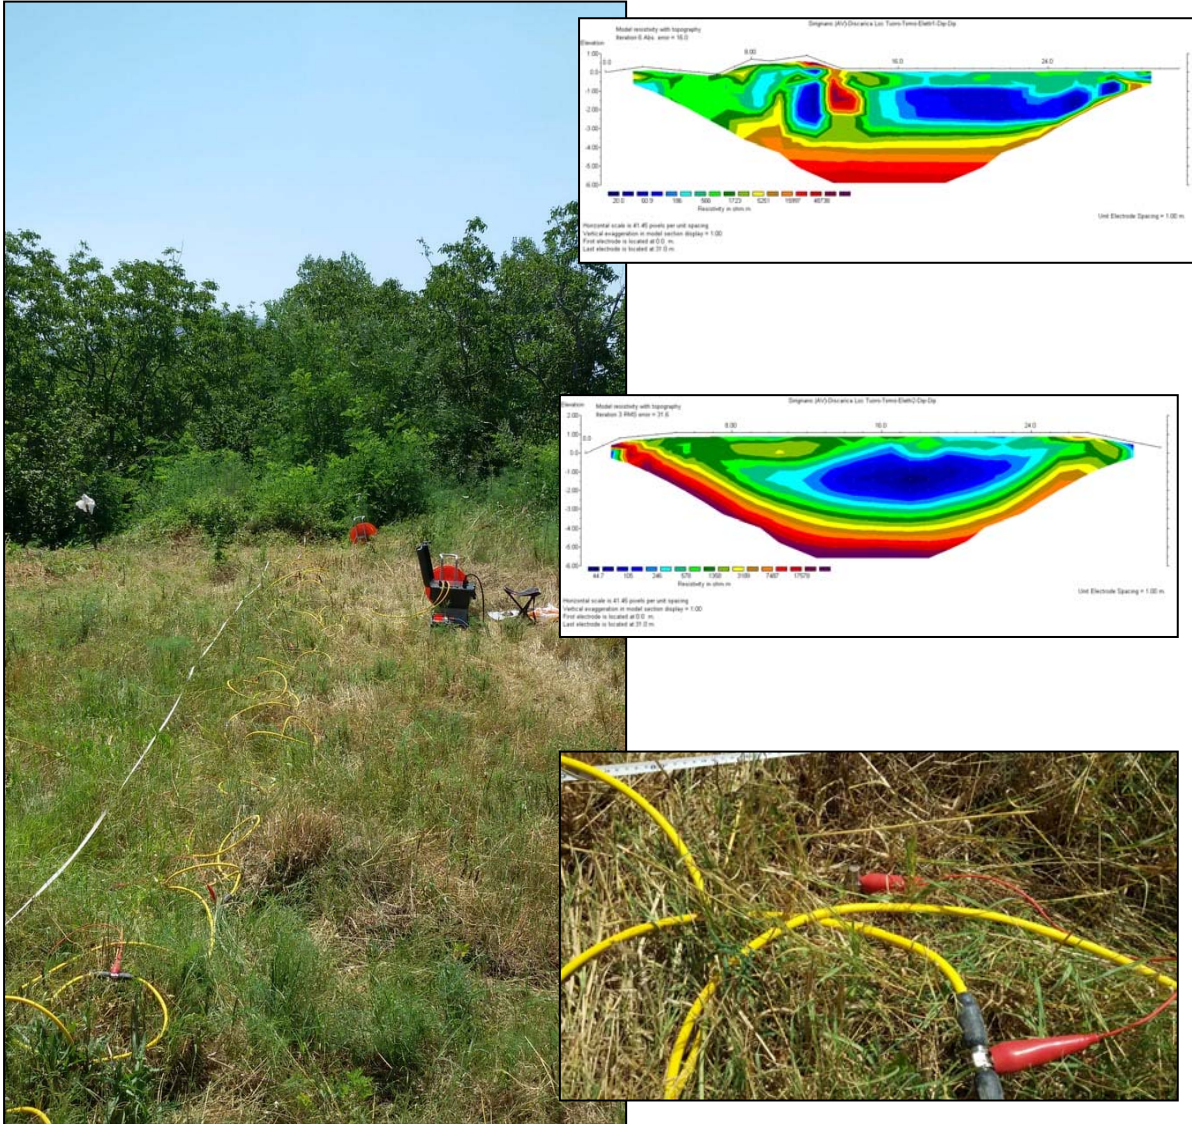 Sirignano (AV)-Discarica Loc Tuoro-Torno-Elettr1-Dip-Dip
Model resistivity with topography
Iteration 6 Abs. error = 16.0
Elevation
8.00
1.00
0.0
16.0
24.0
0.0
-1.00
-2.00
-3.00
-4.00
-5.00
-6.00
20.0 60.9 186 566 1723 5251 15997 48738
Resistivity in ohm.m
Unit Electrode Spacing = 1.00 m.
Horizontal scale is 41.45 pixels per unit spacing
Vertical exaggeration in model section display = 1.00
First electrode is located at 0.0 m.
Last electrode is located at 31.0 m.
Sirignano (AV)-Discarica Loc Tuoro-Torno-Elettr2-Dip-Dip
Elevation
Model resistivity with topography
Iteration 3 RMS error = 31.6
2.00
8.00 16.0 24.0
1.00
0.0
0.0
-1.00
-2.00
-3.00
-4.00
-5.00
-6.00
44.7 105 246 578 1358 3189 7487 17578
Resistivity in ohm.m
Unit Electrode Spacing = 1.00 m.
Horizontal scale is 41.45 pixels per unit spacing
Vertical exaggeration in model section display = 1.00
First electrode is located at 0.0 m.
Last electrode is located at 31.0 m.